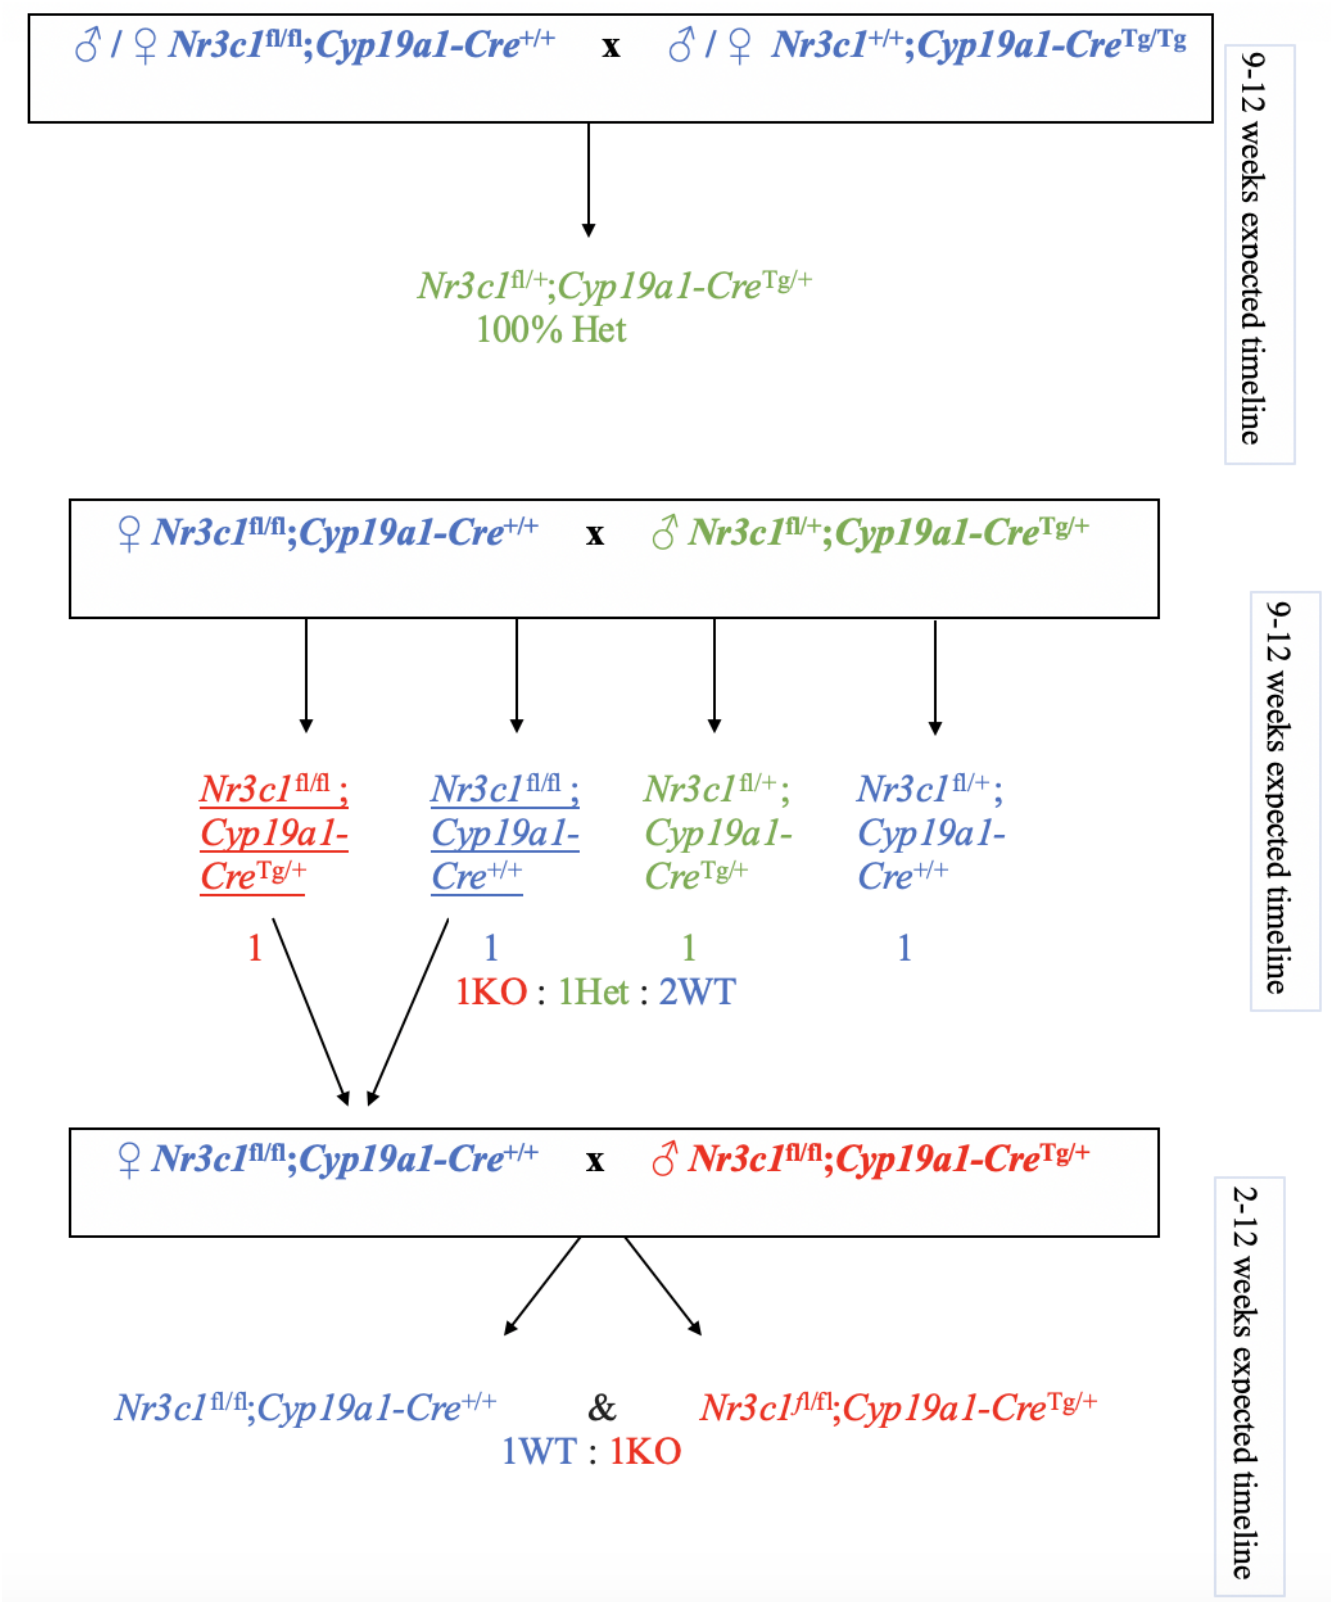 ♂ / ♀ Nr3c1fl/fl;Cyp19a1-Cre+/+ x ♂ / ♀ Nr3c1+/+;Cyp19a1-CreTg/Tg
9-12 weeks expected timeline
Nr3c1fl/+;Cyp19a1-CreTg/+
100% Het
♀ Nr3c1fl/fl;Cyp19a1-Cre+/+ x ♂ Nr3c1fl/+;Cyp19a1-CreTg/+
9-12 weeks expected timeline
Nr3c1fl/fl ;
Cyp19a1-
CreTg/+
1
Nr3c1fl/fl ;
Cyp19a1-
Cre+/+
1
Nr3c1fl/+;
Cyp19a1-
CreTg/+
1
Nr3c1fl/+;
Cyp19a1-
Cre+/+
1
1KO : 1Het : 2WT
♀ Nr3c1fl/fl;Cyp19a1-Cre+/+ x ♂ Nr3c1fl/fl;Cyp19a1-CreTg/+
2-12 weeks expected timeline
Nr3c1fl/fl;Cyp19a1-Cre+/+ & Nr3c1fl/fl;Cyp19a1-CreTg/+
1WT : 1KO